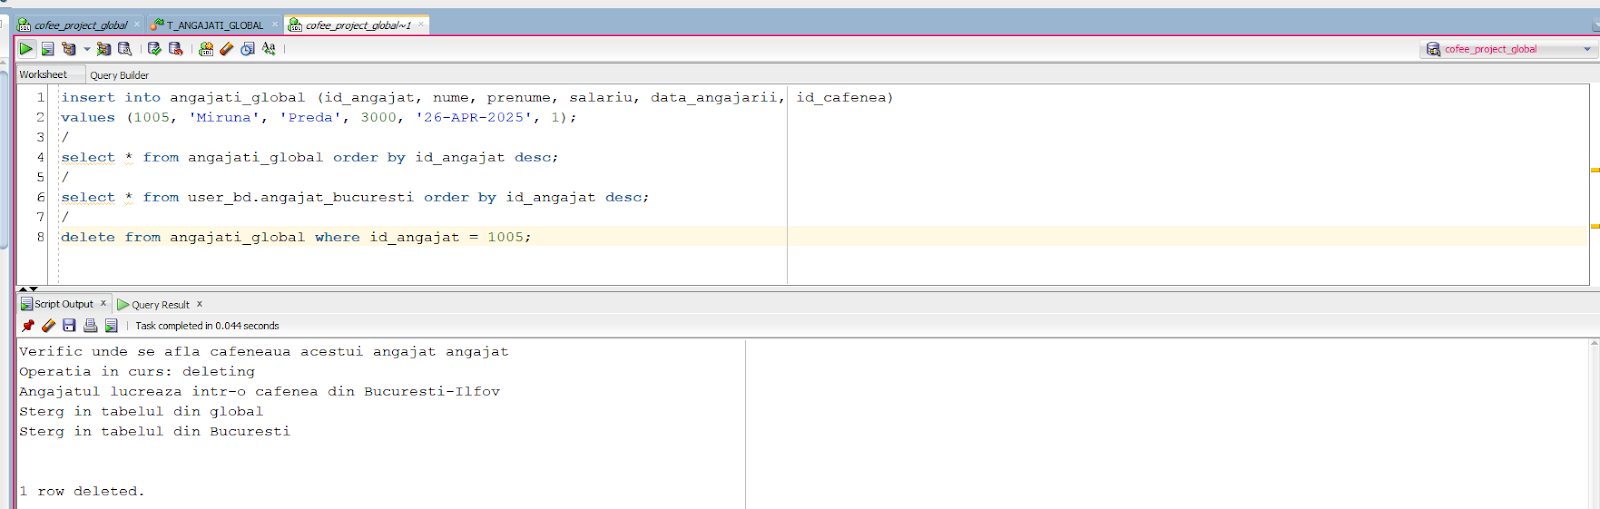 cofee_project_global
T_ANGAJATI_GLOBAL
cofee_project_global~1
cofee_project_global
Worksheet
Query Builder
1 insert into angajati_global (id_angajat, nume, prenume, salariu, data_angajarii, id_cafenea)
2 values (1005, 'Miruna', 'Preda', 3000, '26-APR-2025', 1);
3 /
4 select * from angajati_global order by id_angajat desc;
5 /
6 select * from user_bd.angajat_bucuresti order by id_angajat desc;
7 /
8 delete from angajati_global where id_angajat = 1005;
Script Output x
Query Result x
Task completed in 0.044 seconds
Verific unde se afla cafeneaua acestui angajat angajat
Operatia in curs: deleting
Angajatul lucreaza intr-o cafenea din Bucuresti-Ilfov
Sterg in tabelul din global
Sterg in tabelul din Bucuresti
1 row deleted.